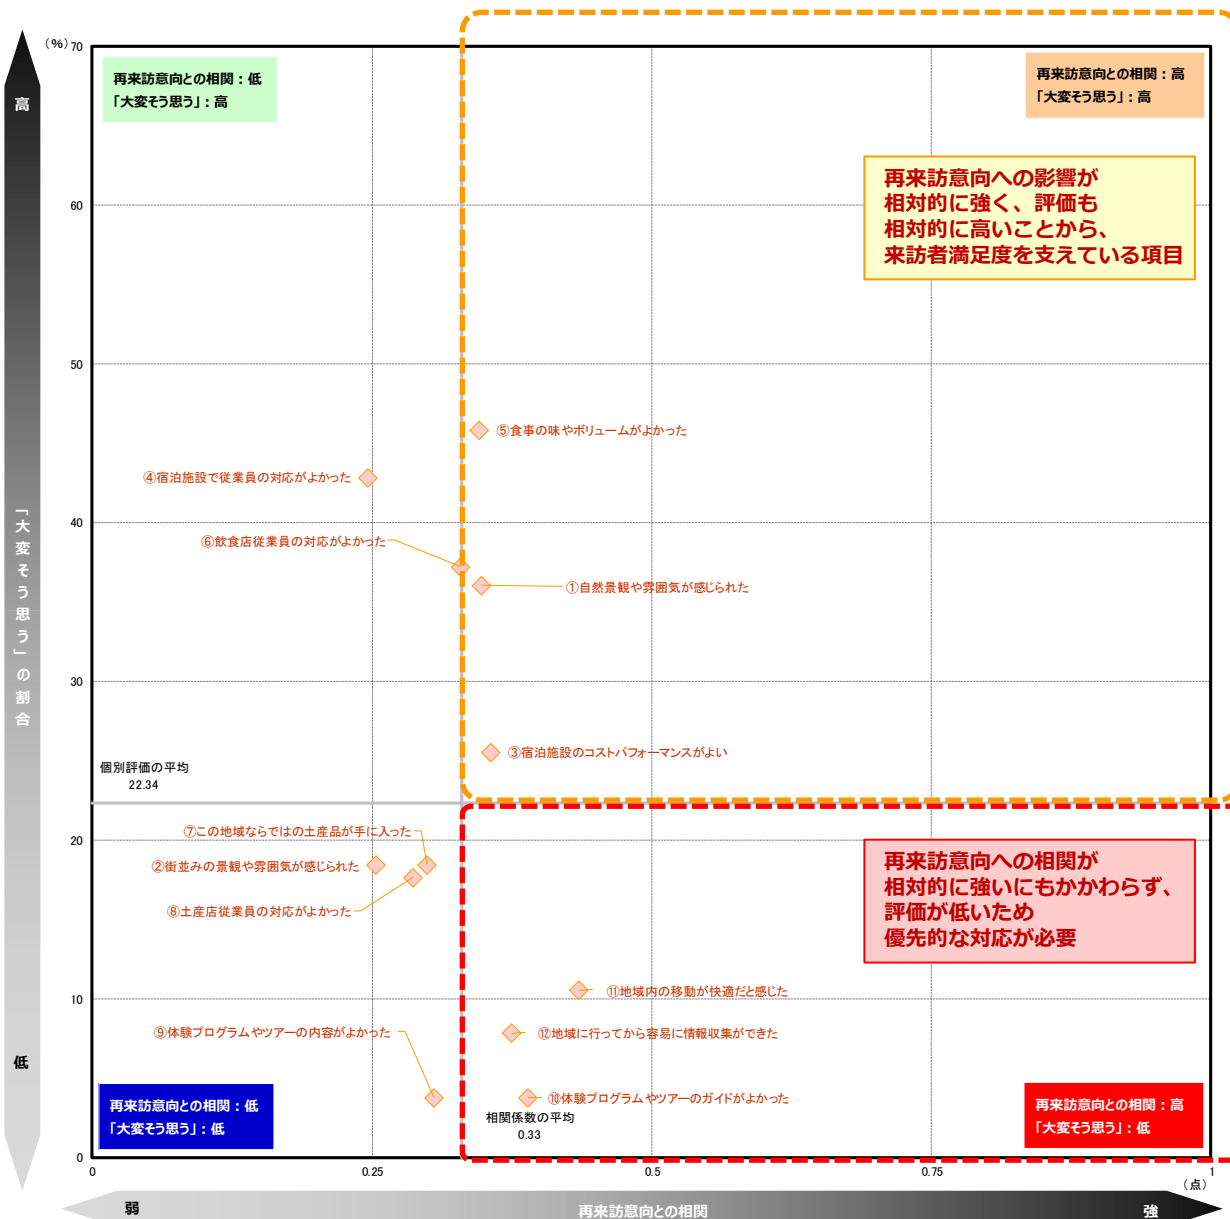 （%）
70
60
50
40
30
20
10
0
高
「大変そう思う」の割合
低
再来訪意向との相関：低
「大変そう思う」：高
再来訪意向との相関：高
「大変そう思う」：高
再来訪意向への影響が
相対的に強く、評価も
相対的に高いことから、
来訪者満足度を支えている項目
⑤食事の味やボリュームがよかった
④宿泊施設で従業員の対応がよかった
⑥飲食店従業員の対応がよかった
①自然景観や雰囲気が感じられた
③宿泊施設のコストパフォーマンスがよい
個別評価の平均
22.34
⑦この地域ならではの土産品が手に入った
②街並みの景観や雰囲気が感じられた
⑧土産店従業員の対応がよかった
再来訪意向への相関が
相対的に強いにもかかわらず、
評価が低いため
優先的な対応が必要
⑪地域内の移動が快適だと感じた
⑨体験プログラムやツアーの内容がよかった
⑫地域に行ってから容易に情報収集ができた
⑩体験プログラムやツアーのガイドがよかった
相関係数の平均
0.33
再来訪意向との相関：低
「大変そう思う」：低
再来訪意向との相関：高
「大変そう思う」：低
0
0.25
0.5
0.75
1
（点）
弱
再来訪意向との相関
強